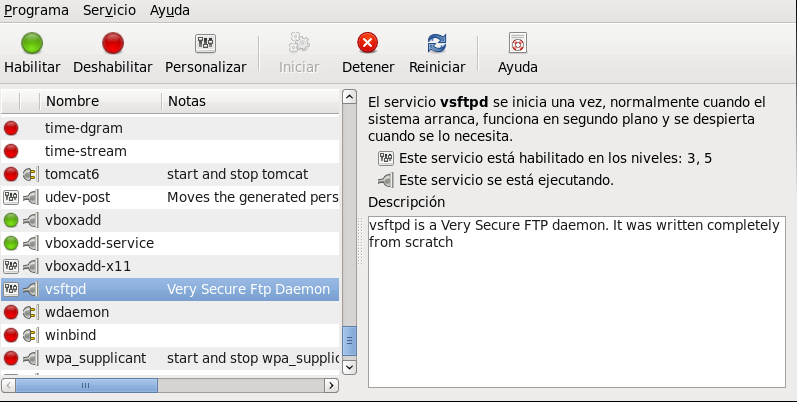 Programa Servicio Ayuda
Habilitar Deshabilitar Personalizar Iniciar Detener Reiniciar Ayuda
Nombre Notas
time-dgram
time-stream
tomcat6 start and stop tomcat
udev-post Moves the generated pers
vboxadd
vboxadd-service
vboxadd-x11
vsftpd Very Secure Ftp Daemon
wdaemon
winbind
wpa_supplicant start and stop wpa_supplic
El servicio vsftpd se inicia una vez, normalmente cuando el
sistema arranca, funciona en segundo plano y se despierta
cuando se lo necesita.
Este servicio está habilitado en los niveles: 3, 5
Este servicio se está ejecutando.
Descripción
vsftpd is a Very Secure FTP daemon. It was written completely
from scratch